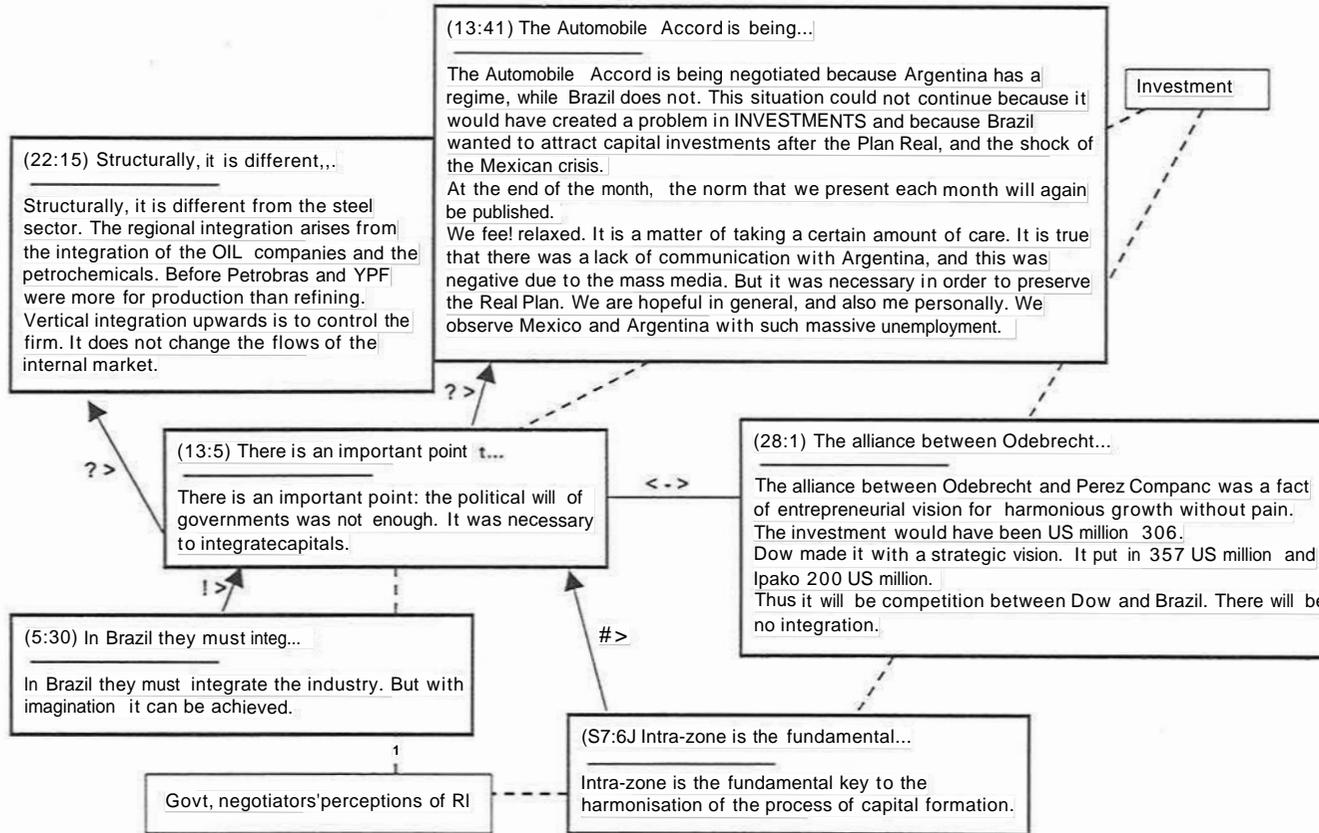 (13:41) The Automobile Accord is being...
The Automobile Accord is being negotiated because Argentina has a
regime, while Brazil does not. This situation could not continue because it
would have created a problem in INVESTMENTS and because Brazil
wanted to attract capital investments after the Plan Real, and the shock of
the Mexican crisis.
At the end of the month, the norm that we present each month will again
be published.
We fee! relaxed. It is a matter of taking a certain amount of care. It is true
that there was a lack of communication with Argentina, and this was
negative due to the mass media. But it was necessary in order to preserve
the Real Plan. We are hopeful in general, and also me personally. We
observe Mexico and Argentina with such massive unemployment.
Investment
(22:15) Structurally, it is different,,.
Structurally, it is different from the steel
sector. The regional integration arises from
the integration of the OIL companies and the
petrochemicals. Before Petrobras and YPF
were more for production than refining.
Vertical integration upwards is to control the
firm. It does not change the flows of the
internal market.
? >
? >
(13:5) There is an important point t...
There is an important point: the political will of
governments was not enough. It was necessary
to integratecapitals.
< - >
(28:1) The alliance between Odebrecht...
The alliance between Odebrecht and Perez Companc was a fact
of entrepreneurial vision for harmonious growth without pain.
The investment would have been US million 306.
Dow made it with a strategic vision. It put in 357 US million and
Ipako 200 US million.
Thus it will be competition between Dow and Brazil. There will be
no integration.
! >
# >
(5:30) In Brazil they must integ...
In Brazil they must integrate the industry. But with
imagination it can be achieved.
1
(S7:6J Intra-zone is the fundamental...
Intra-zone is the fundamental key to the
harmonisation of the process of capital formation.
Govt, negotiators'perceptions of RI